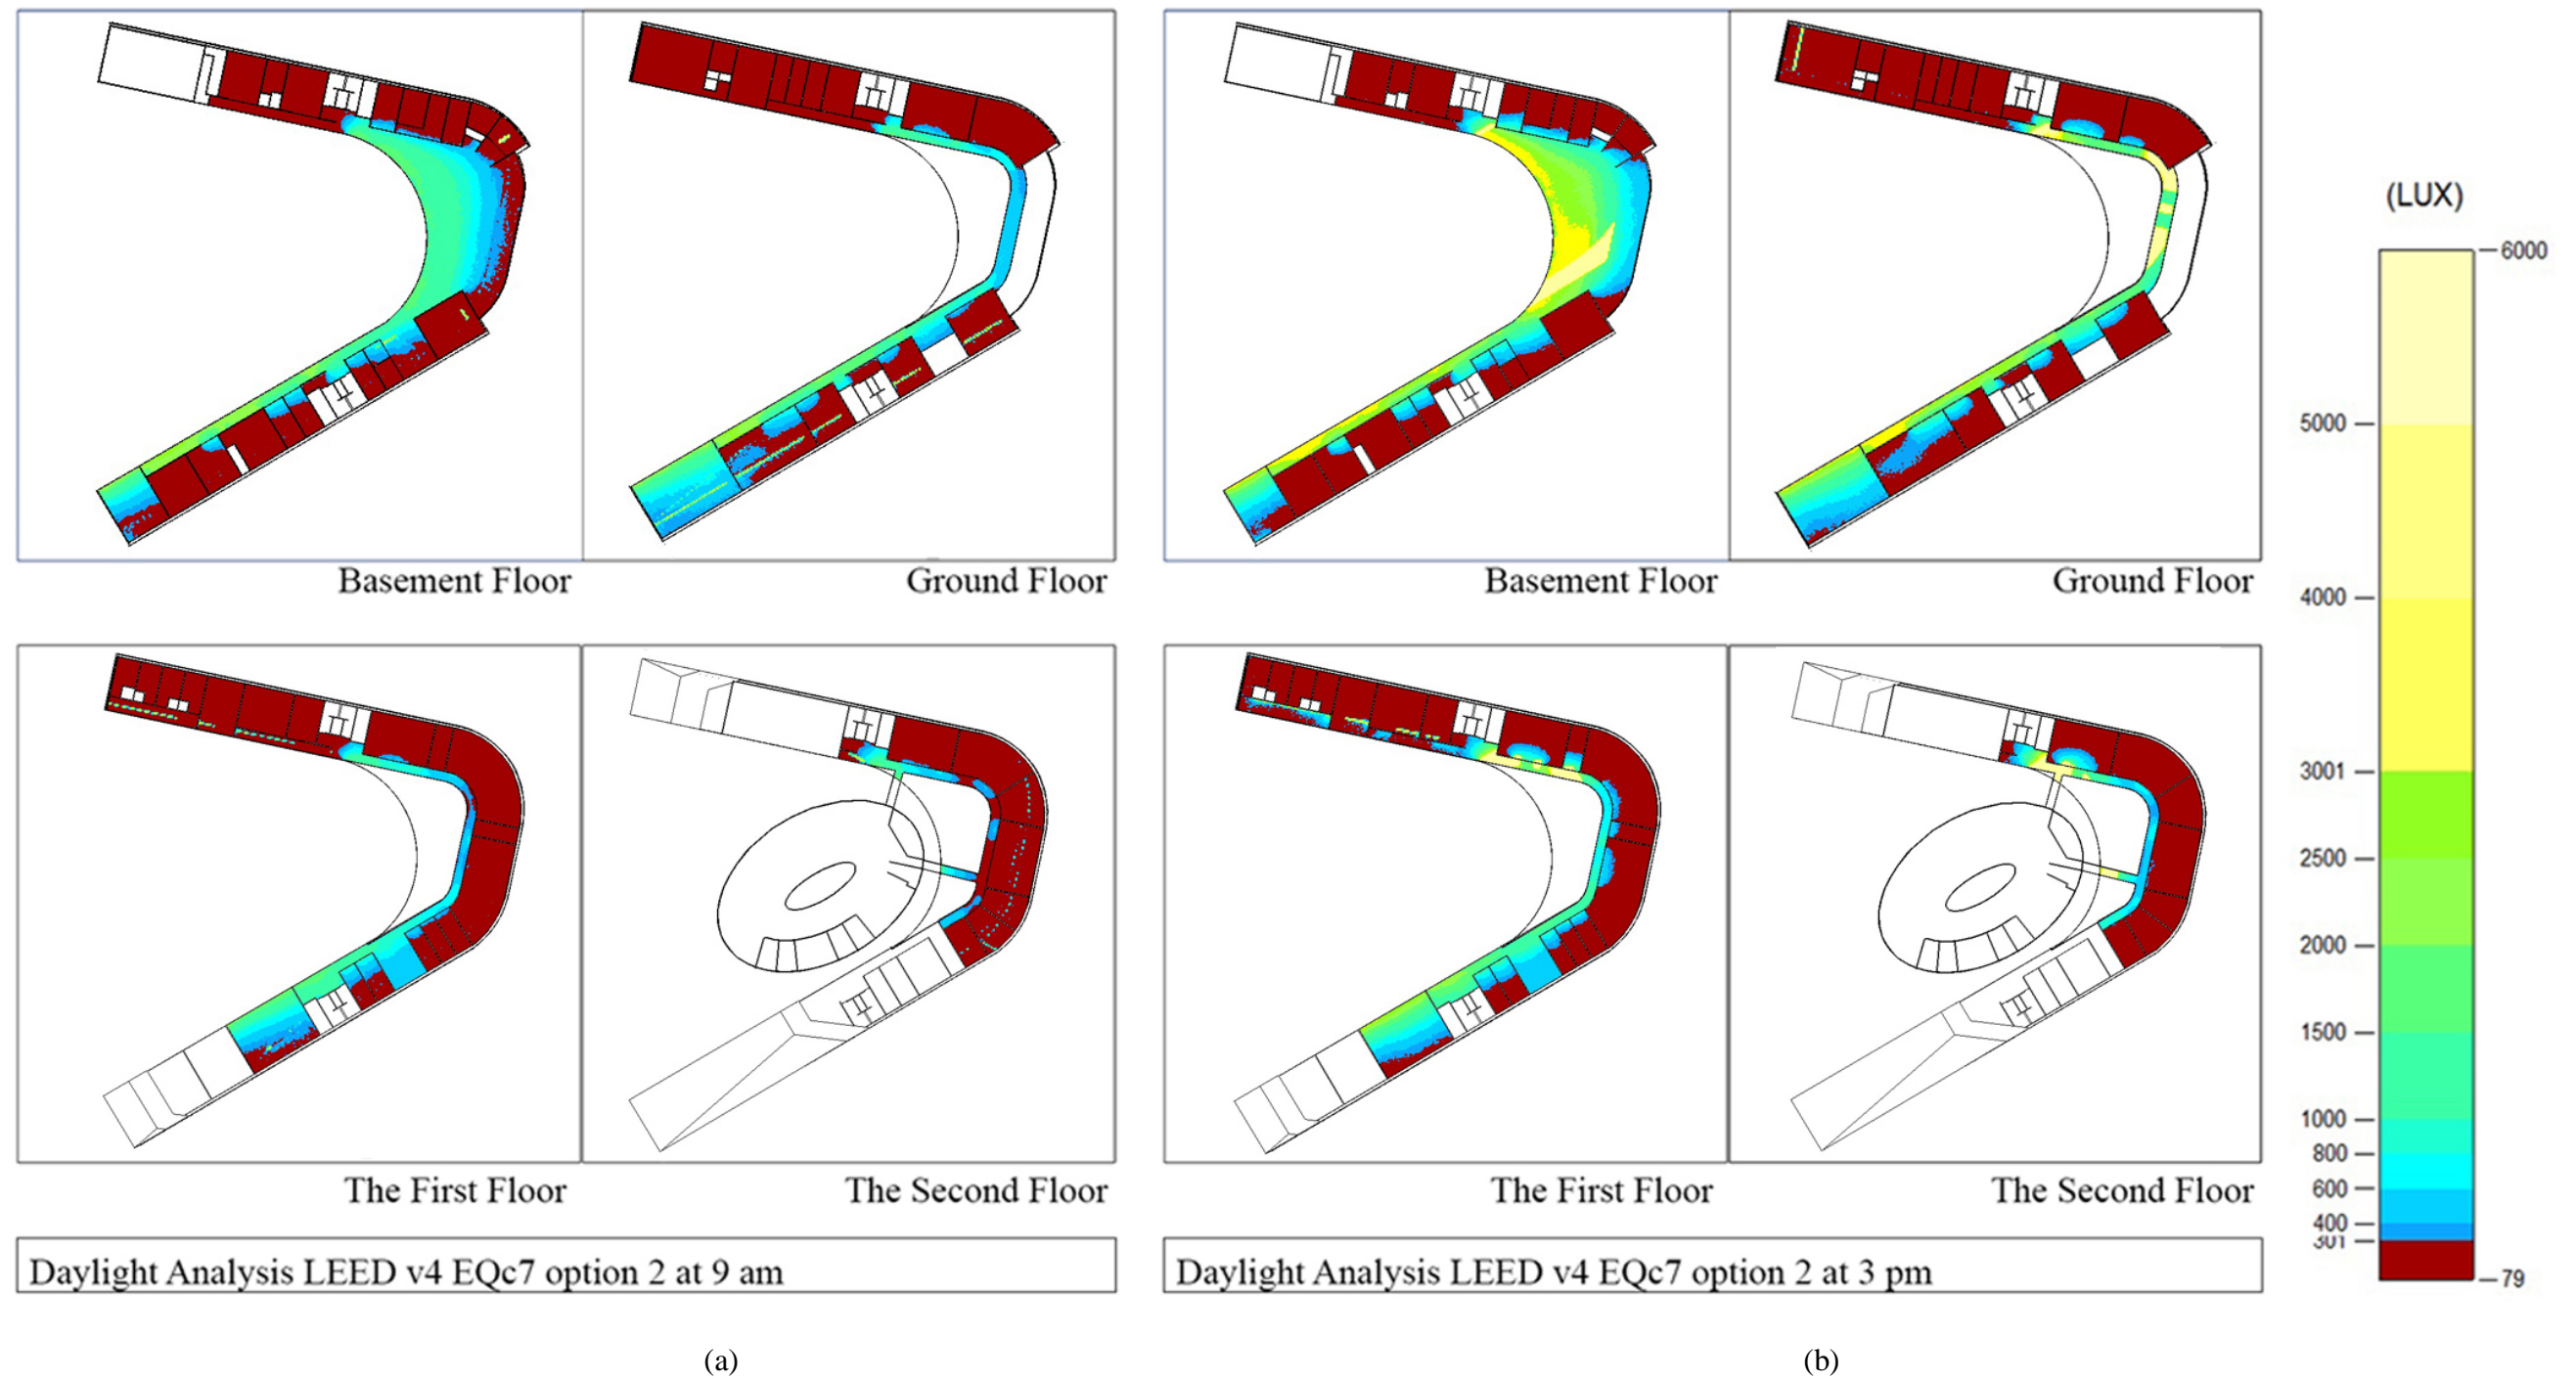 Basement Floor
Ground Floor
Basement Floor
Ground Floor
The First Floor
The Second Floor
The First Floor
The Second Floor
Daylight Analysis LEED v4 EQc7 option 2 at 9 am
Daylight Analysis LEED v4 EQc7 option 2 at 3 pm
(LUX)
6000
5000
4000
3001
2500
2000
1500
1000
800
600
400
301
79
(a)
(b)